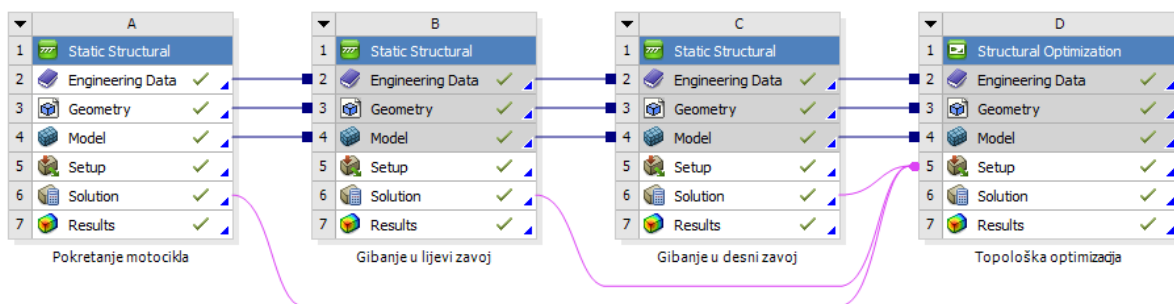 A
1 Static Structural
2 Engineering Data
3 Geometry
4 Model
5 Setup
6 Solution
7 Results
Pokretanje motocikla
B
1 Static Structural
2 Engineering Data
3 Geometry
4 Model
5 Setup
6 Solution
7 Results
Gibanje u lijevi zavoj
C
1 Static Structural
2 Engineering Data
3 Geometry
4 Model
5 Setup
6 Solution
7 Results
Gibanje u desni zavoj
D
1 Structural Optimization
2 Engineering Data
3 Geometry
4 Model
5 Setup
6 Solution
7 Results
Topološka optimizacija